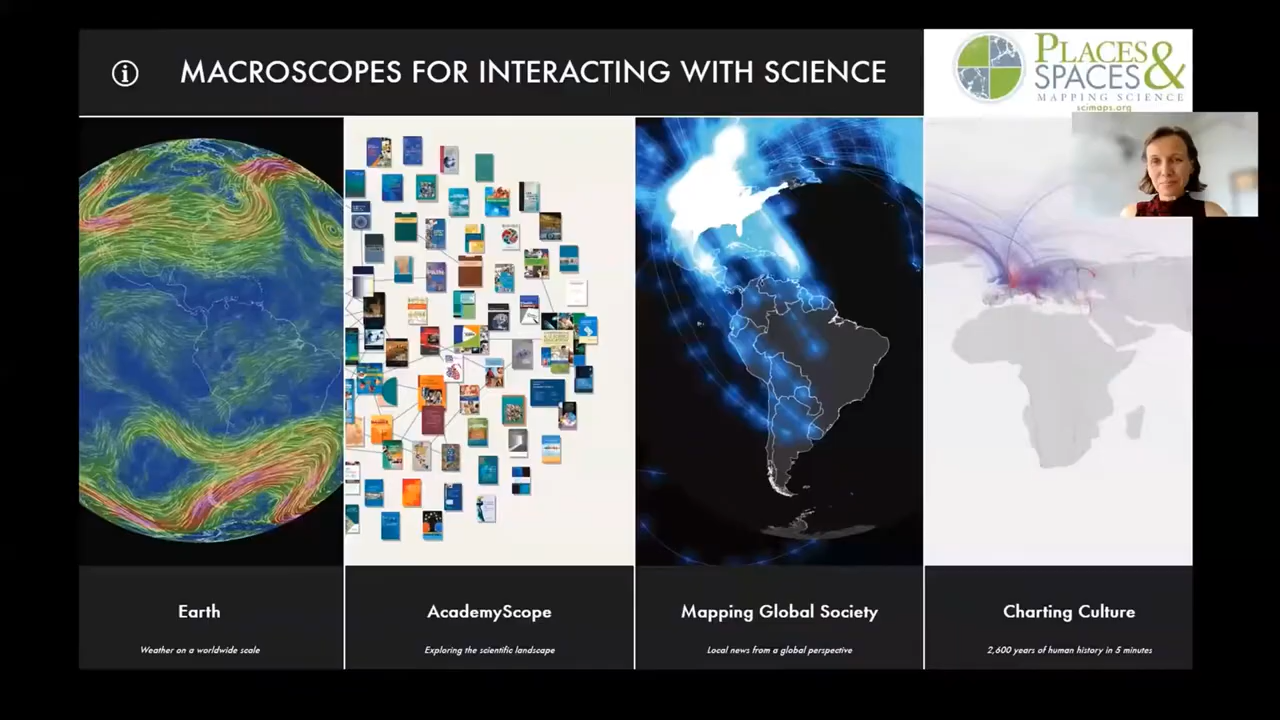 MACROSCOPES FOR INTERACTING WITH SCIENCE
PLACES &
SPACES
MAPPING SCIENCE
scimaps.org
Earth
Weather on a worldwide scale
AcademyScope
Exploring the scientific landscape
Mapping Global Society
Local news from a global perspective
Charting Culture
2,600 years of human history in 5 minutes